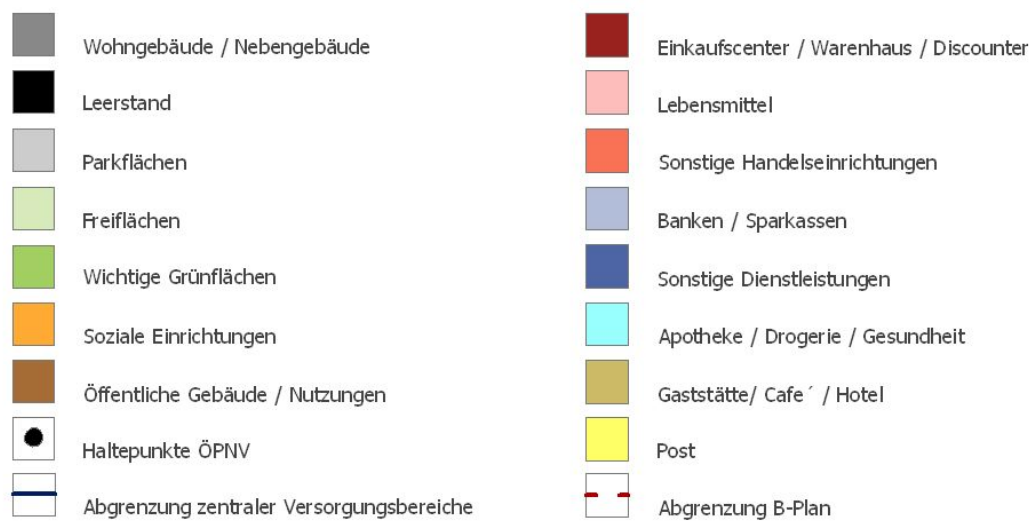 Wohngebäude / Nebengebäude
Leerstand
Parkflächen
Freiflächen
Wichtige Grünflächen
Soziale Einrichtungen
Öffentliche Gebäude / Nutzungen
Haltepunkte ÖPNV
Abgrenzung zentraler Versorgungsbereiche
Einkaufscenter / Warenhaus / Discounter
Lebensmittel
Sonstige Handelseinrichtungen
Banken / Sparkassen
Sonstige Dienstleistungen
Apotheke / Drogerie / Gesundheit
Gaststätte/ Cafe´ / Hotel
Post
Abgrenzung B-Plan